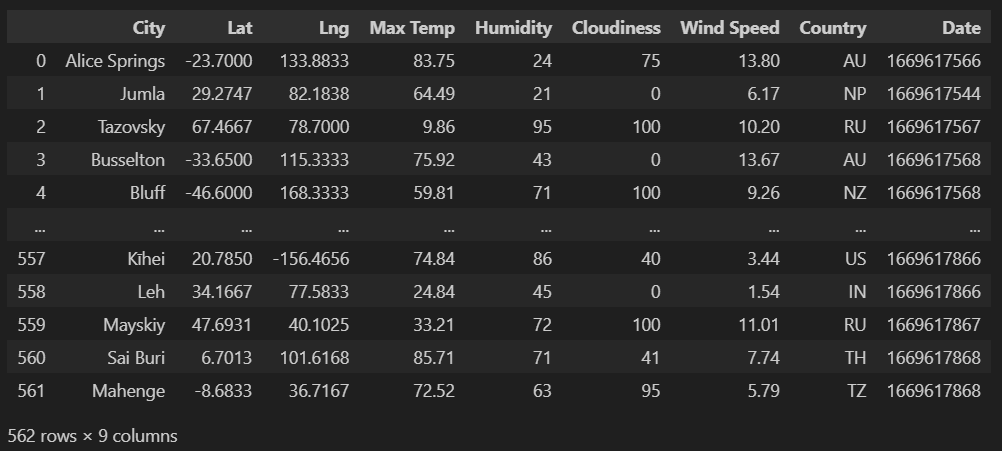 City Lat Lng Max Temp Humidity Cloudiness Wind Speed Country Date
0 Alice Springs -23.7000 133.8833 83.75 24 75 13.80 AU 1669617566
1 Jumla 29.2747 82.1838 64.49 21 0 6.17 NP 1669617544
2 Tazovsky 67.4667 78.7000 9.86 95 100 10.20 RU 1669617567
3 Busselton -33.6500 115.3333 75.92 43 0 13.67 AU 1669617568
4 Bluff -46.6000 168.3333 59.81 71 100 9.26 NZ 1669617568
... ... ... ... ... ... ... ... ... ...
557 Kīhei 20.7850 -156.4656 74.84 86 40 3.44 US 1669617866
558 Leh 34.1667 77.5833 24.84 45 0 1.54 IN 1669617866
559 Mayskiy 47.6931 40.1025 33.21 72 100 11.01 RU 1669617867
560 Sai Buri 6.7013 101.6168 85.71 71 41 7.74 TH 1669617868
561 Mahenge -8.6833 36.7167 72.52 63 95 5.79 TZ 1669617868
562 rows × 9 columns